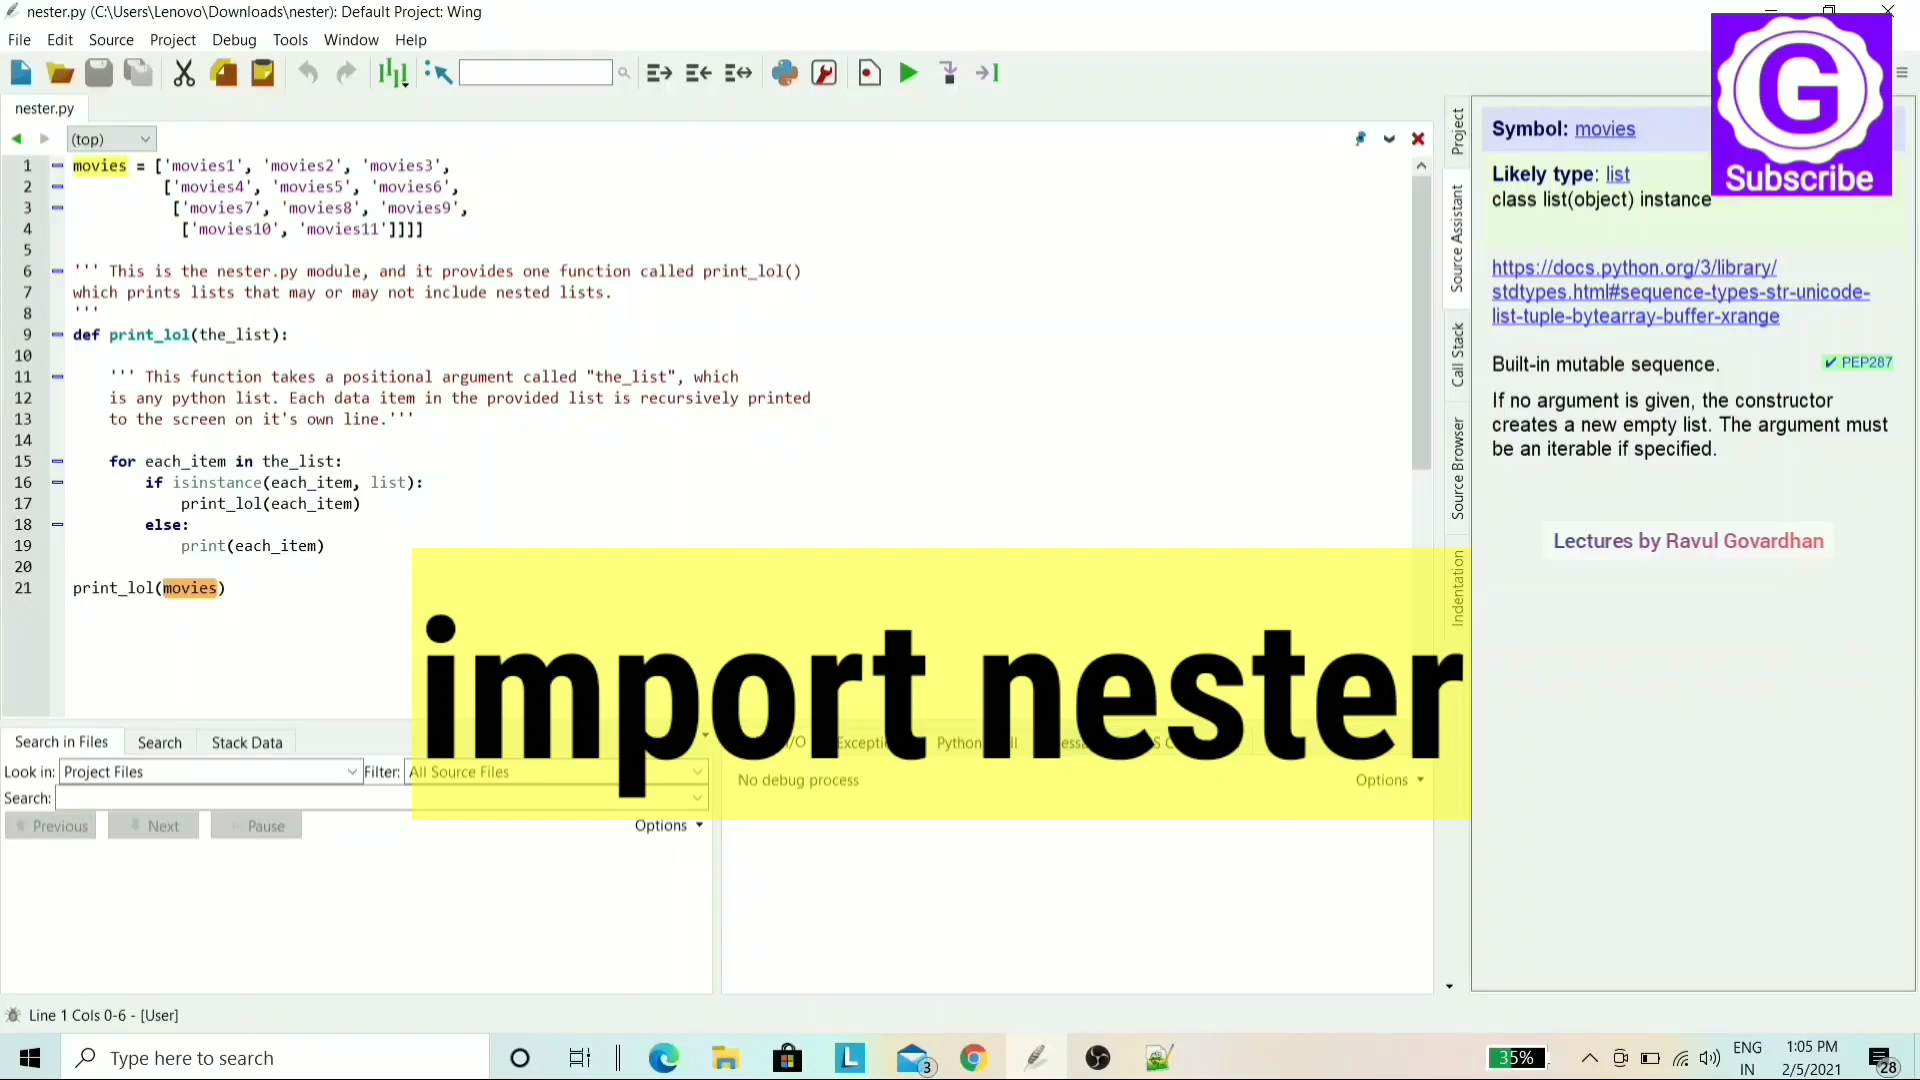 nester.py (C:\Users\Lenovo\Downloads\nester): Default Project: Wing
File Edit Source Project Debug Tools Window Help
nester.py
(top)
1 movies = ['movies1', 'movies2', 'movies3',
2 ['movies4', 'movies5', 'movies6',
3 ['movies7', 'movies8', 'movies9',
4 ['movies10', 'movies11']]]]
5
6 ''' This is the nester.py module, and it provides one function called print_lol()
7 which prints lists that may or may not include nested lists.
8 '''
9 def print_lol(the_list):
10
11 ''' This function takes a positional argument called "the_list", which
12 is any python list. Each data item in the provided list is recursively printed
13 to the screen on it's own line.'''
14
15 for each_item in the_list:
16 if isinstance(each_item, list):
17 print_lol(each_item)
18 else:
19 print(each_item)
20
21 print_lol(movies)
import nester
Project
Source Assistant
Call Stack
Source Browser
Indentation
Symbol: movies
Likely type: list
class list(object) instance
https://docs.python.org/3/library/
stdtypes.html#sequence-types-str-unicode-
list-tuple-bytearray-buffer-xrange
Built-in mutable sequence.
✔ PEP287
If no argument is given, the constructor
creates a new empty list. The argument must
be an iterable if specified.
Lectures by Ravul Govardhan
G
Subscribe
Search in Files Search Stack Data
Look in: Project Files Filter: All Source Files
Search:
Previous Next Pause Options
Python
No debug process Options
Line 1 Cols 0-6 - [User]
Type here to search
3
35%
ENG
IN
1:05 PM
2/5/2021
28